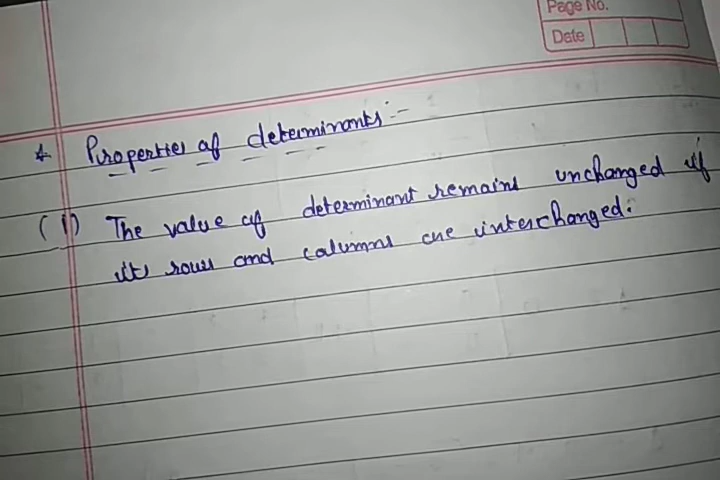 Page No.
Date
* Properties of determinants :-
(1) The value of determinant remains unchanged if
its rows and columns are interchanged.